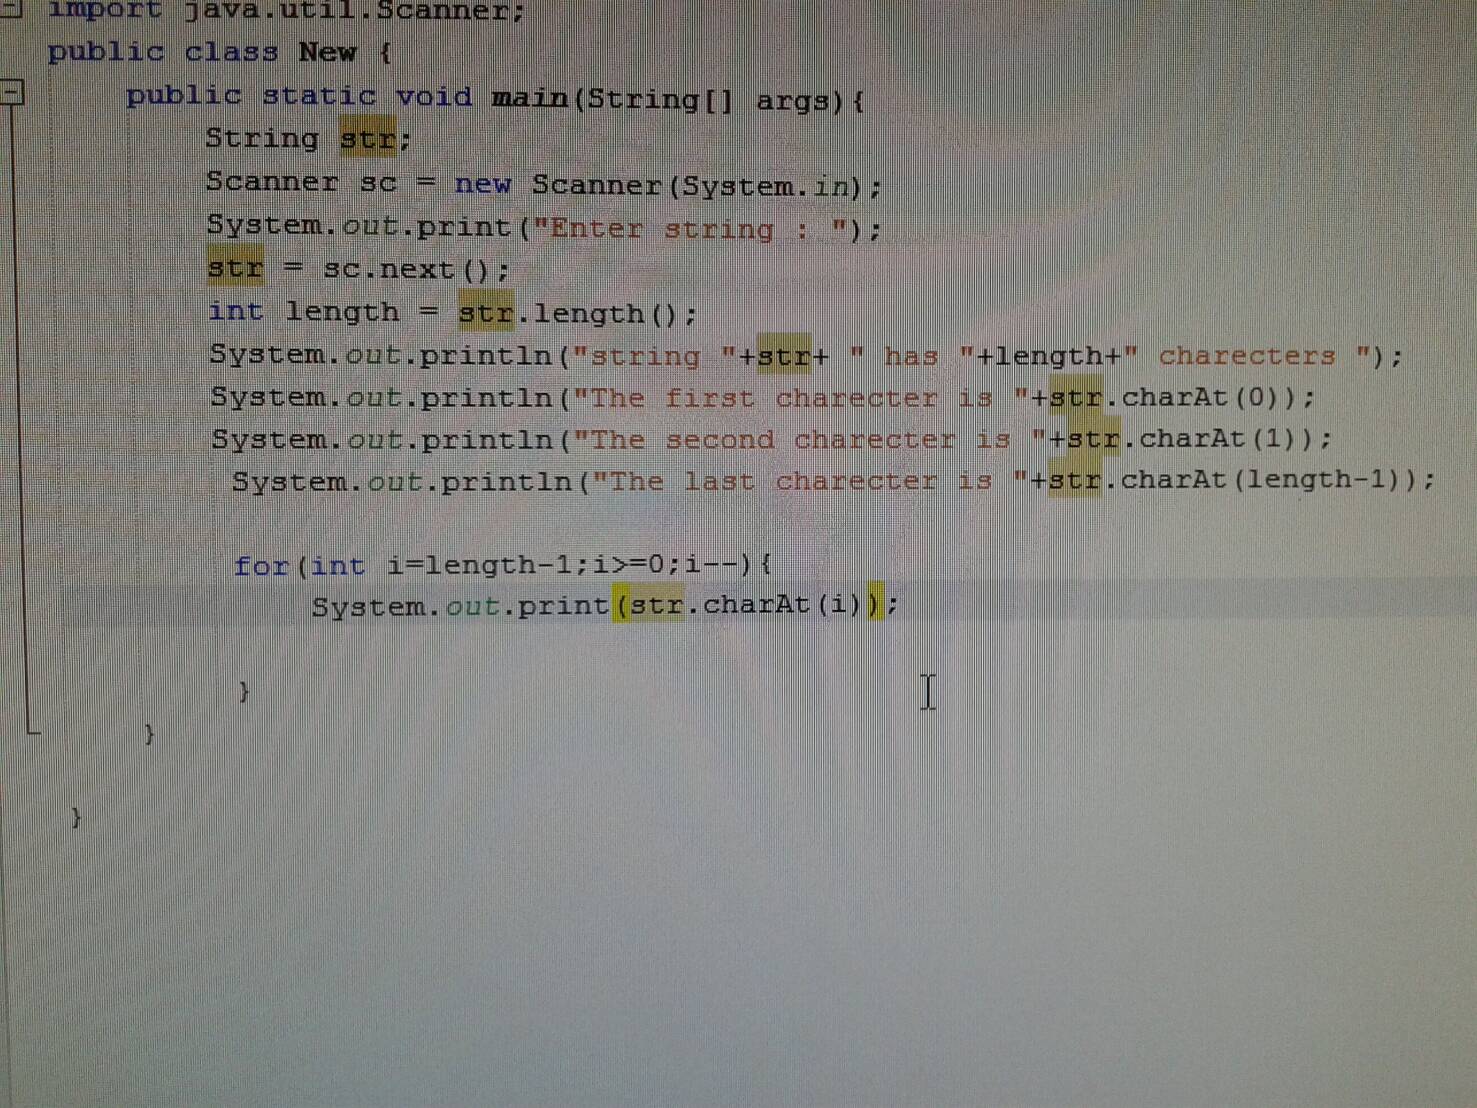 import java.util.Scanner;
public class New {
public static void main(String[] args){
String str;
Scanner sc = new Scanner(System.in);
System.out.print("Enter string : ");
str = sc.next();
int length = str.length();
System.out.println("string "+str+ " has "+length+" charecters ");
System.out.println("The first charecter is "+str.charAt(0));
System.out.println("The second charecter is "+str.charAt(1));
System.out.println("The last charecter is "+str.charAt(length-1));
for(int i=length-1;i>=0;i--){
System.out.print(str.charAt(i));
}
}
}